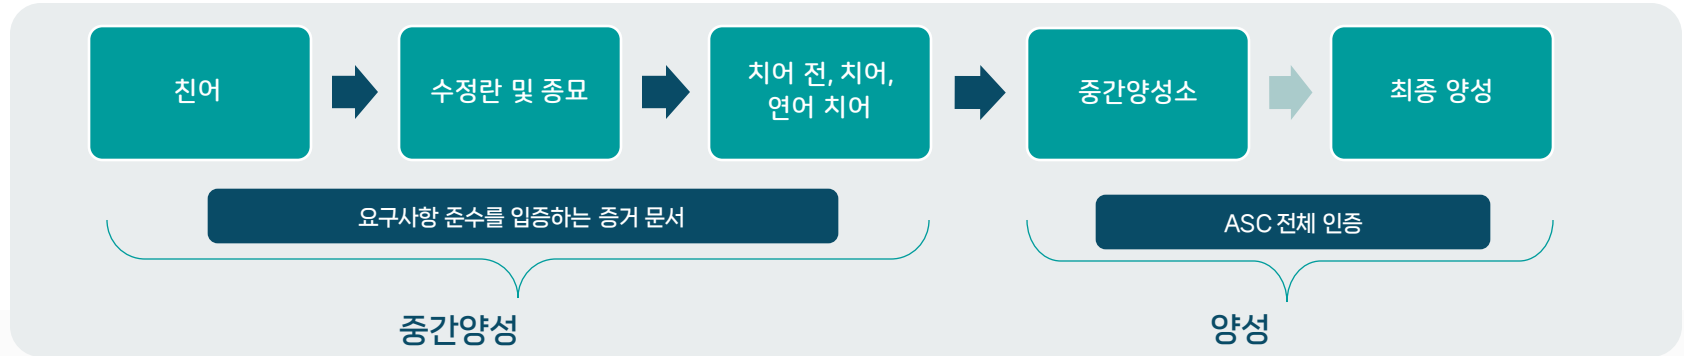 친어
수정란 및 종묘
치어 전, 치어,
연어 치어
중간양성소
최종 양성
요구사항 준수를 입증하는 증거 문서
ASC 전체 인증
중간양성
양성